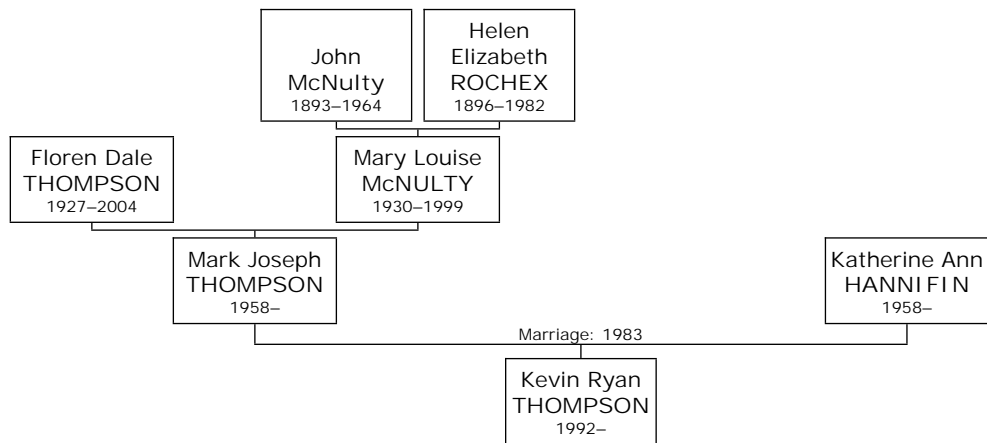 John
McNulty
1893–1964
Helen
Elizabeth
ROCHEX
1896–1982
Floren Dale
THOMPSON
1927–2004
Mary Louise
McNULTY
1930–1999
Mark Joseph
THOMPSON
1958–
Katherine Ann
HANNIFIN
1958–
Marriage: 1983
Kevin Ryan
THOMPSON
1992–